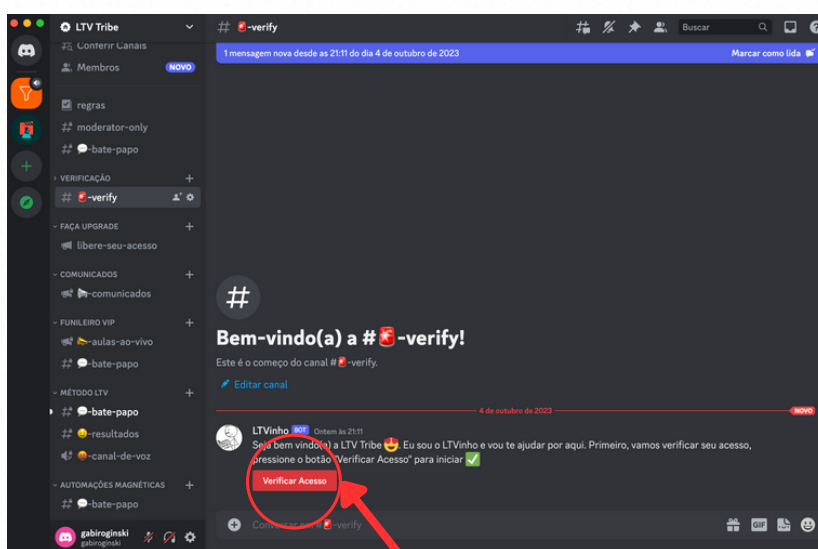 LTV Tribe
# 🚨-verify
Buscar
Conferir Canais
1 mensagem nova desde as 21:11 do dia 4 de outubro de 2023
Marcar como lida
Membros
NOVO
regras
moderator-only
💬-bate-papo
VERIFICAÇÃO
🚨-verify
FAÇA UPGRADE
libere-seu-acesso
COMUNICADOS
-comunicados
FUNILEIRO VIP
-aulas-ao-vivo
💬-bate-papo
MÉTODO LTV
💬-bate-papo
-resultados
-canal-de-voz
AUTOMAÇÕES MAGNÉTICAS
💬-bate-papo
gabiroginski
gabiroginski
#
Bem-vindo(a) a #🚨-verify!
Este é o começo do canal #🚨-verify.
Editar canal
4 de outubro de 2023
NOVO
LTVinho BOT Ontem às 21:11
Seja bem vindo(a) a LTV Tribe 😍. Eu sou o LTVinho e vou te ajudar por aqui. Primeiro, vamos verificar seu acesso,
pressione o botão "Verificar Acesso" para iniciar ✅
Verificar Acesso
Conversar em #🚨-verify
GIF